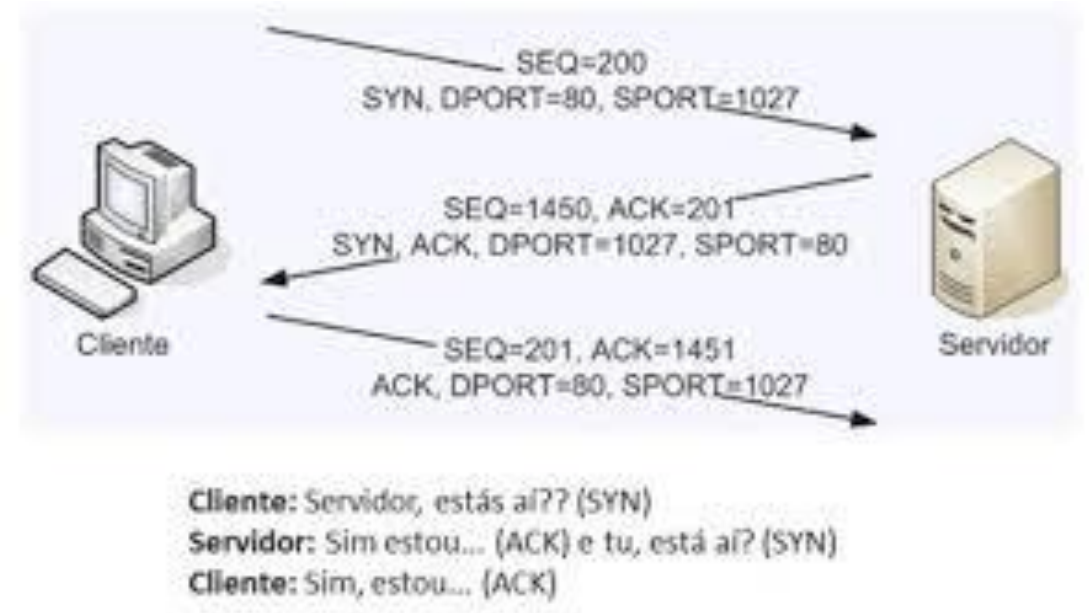 SEQ=200
SYN, DPORT=80, SPORT=1027
SEQ=1450, ACK=201
SYN, ACK, DPORT=1027, SPORT=80
Cliente
Servidor
SEQ=201, ACK=1451
ACK, DPORT=80, SPORT=1027
Cliente: Servidor, estás aí?? (SYN)
Servidor: Sim estou... (ACK) e tu, está aí? (SYN)
Cliente: Sim, estou... (ACK)